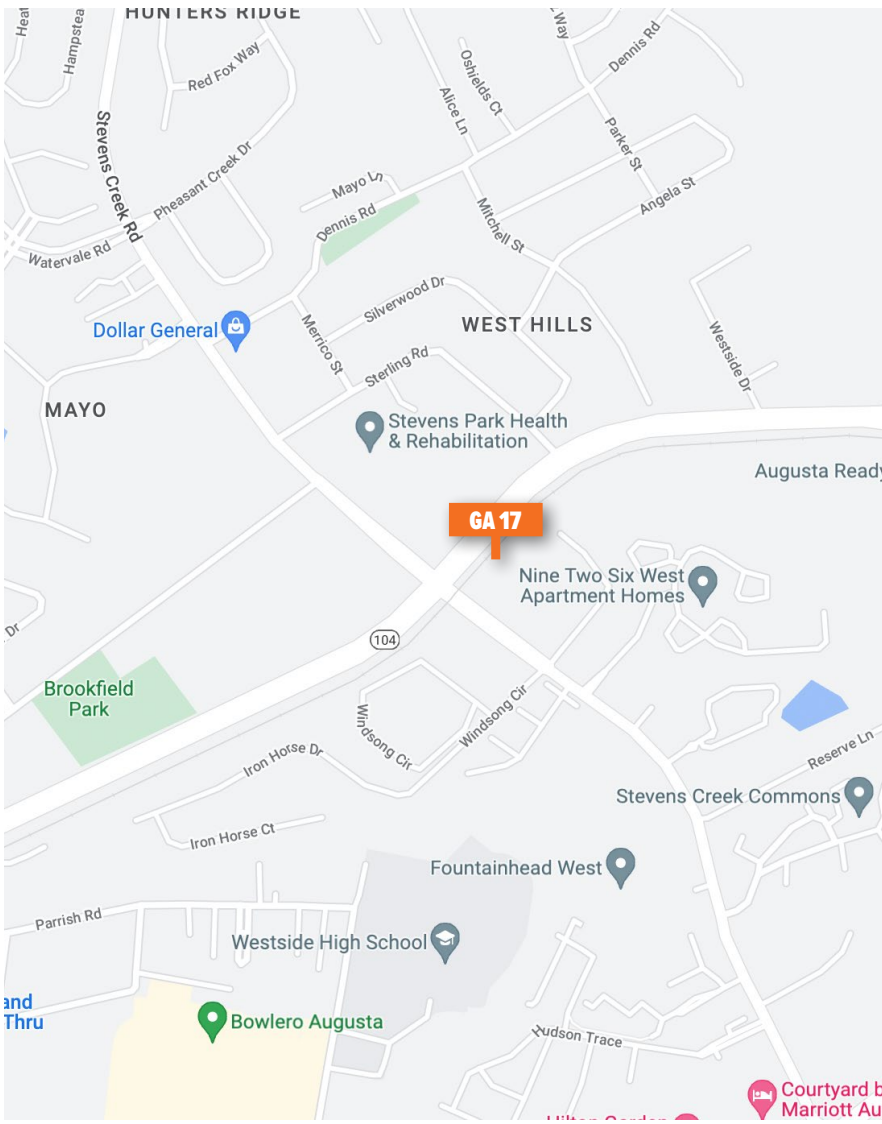 HUNTERS RIDGE
Hampstea
Red Fox Way
Oshields Ct
Way
Dennis Rd
Alice Ln
Stevens Creek Rd
Parker St
Pheasant Creek Dr
Mayo Ln
Angela St
Dennis Rd
Mitchell St
Watervale Rd
Silverwood Dr
Dollar General
Merrico St
WEST HILLS
Westside Dr
Sterling Rd
MAYO
Stevens Park Health
& Rehabilitation
Augusta Ready
GA 17
Nine Two Six West
Apartment Homes
Dr
104
Brookfield
Park
Windsong Cir
Windsong Cir
Iron Horse Dr
Reserve Ln
Stevens Creek Commons
Iron Horse Ct
Fountainhead West
Parrish Rd
Westside High School
and
Thru
Bowlero Augusta
Hudson Trace
Courtyard b
Marriott Au